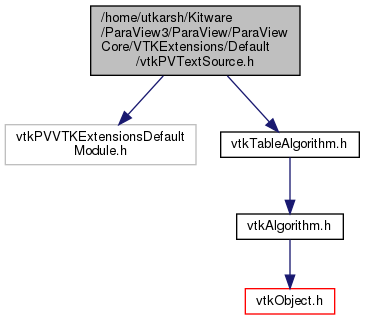 /home/utkarsh/Kitware
/ParaView3/ParaView/ParaView
Core/VTKExtensions/Default
/vtkPVTextSource.h
vtkPVVTKExtensionsDefault
Module.h
vtkTableAlgorithm.h
vtkAlgorithm.h
vtkObject.h